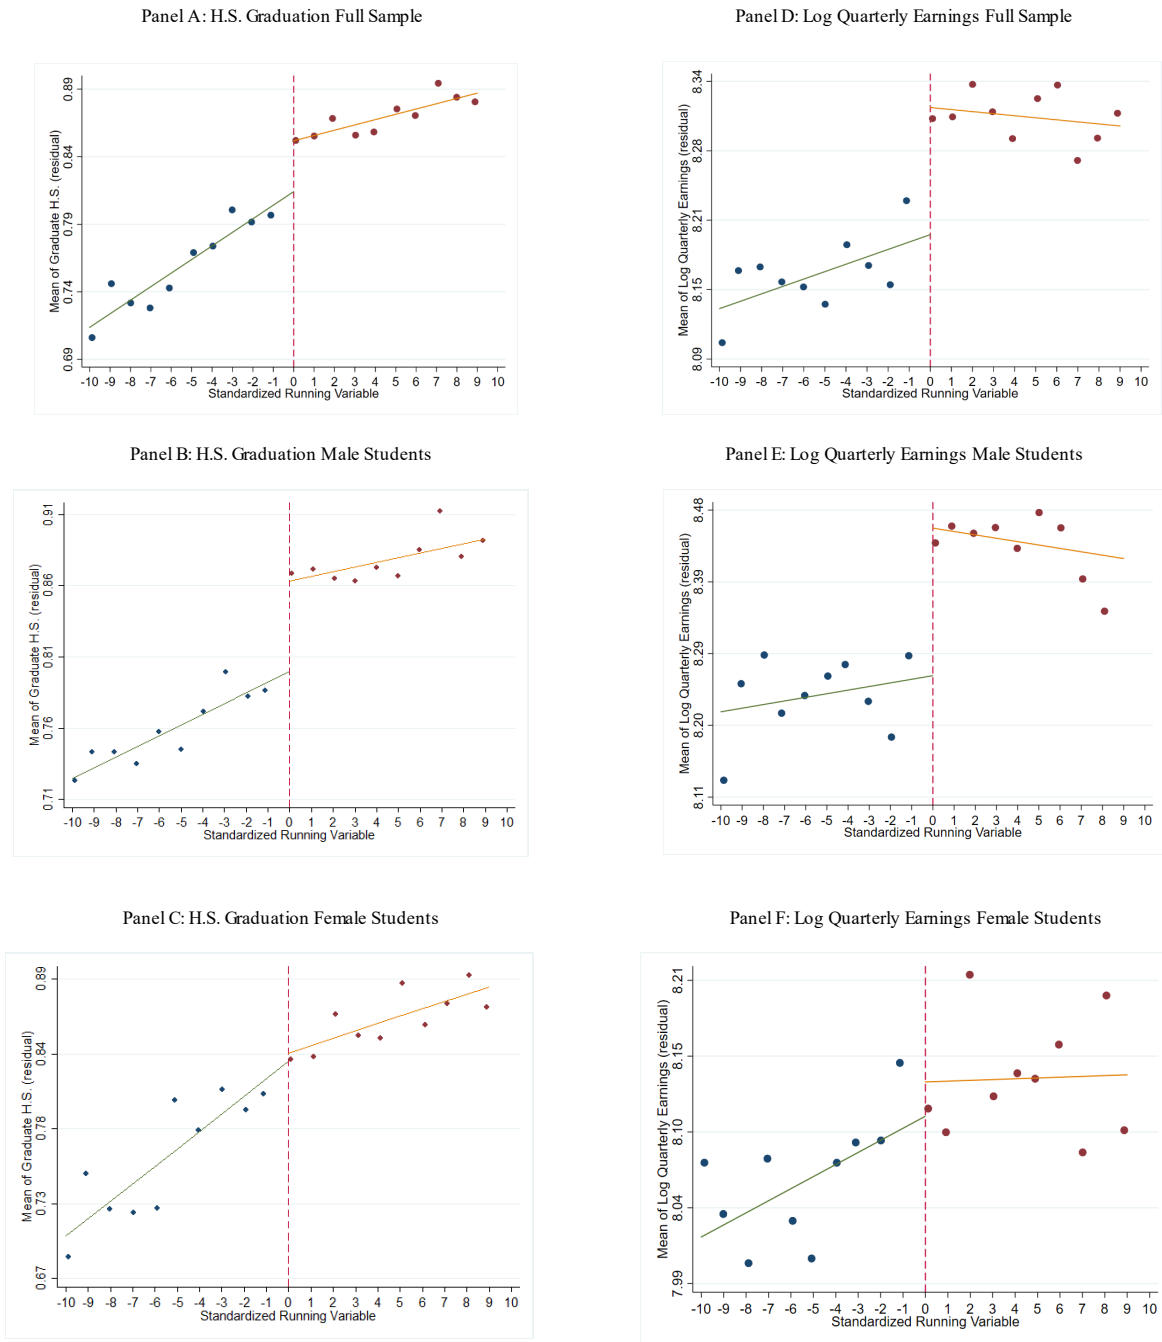 Panel A: H.S. Graduation Full Sample
Mean of Graduate H.S. (residual)
0.89
0.84
0.79
0.74
0.69
-10 -9 -8 -7 -6 -5 -4 -3 -2 -1 0 1 2 3 4 5 6 7 8 9 10
Standardized Running Variable
Panel D: Log Quarterly Earnings Full Sample
Mean of Log Quarterly Earnings (residual)
8.34
8.28
8.21
8.15
8.09
-10 -9 -8 -7 -6 -5 -4 -3 -2 -1 0 1 2 3 4 5 6 7 8 9 10
Standardized Running Variable
Panel B: H.S. Graduation Male Students
Mean of Graduate H.S. (residual)
0.91
0.86
0.81
0.76
0.71
-10 -9 -8 -7 -6 -5 -4 -3 -2 -1 0 1 2 3 4 5 6 7 8 9 10
Standardized Running Variable
Panel E: Log Quarterly Earnings Male Students
Mean of Log Quarterly Earnings (residual)
8.48
8.39
8.29
8.20
8.11
-10 -9 -8 -7 -6 -5 -4 -3 -2 -1 0 1 2 3 4 5 6 7 8 9 10
Standardized Running Variable
Panel C: H.S. Graduation Female Students
Mean of Graduate H.S. (residual)
0.89
0.84
0.78
0.73
0.67
-10 -9 -8 -7 -6 -5 -4 -3 -2 -1 0 1 2 3 4 5 6 7 8 9 10
Standardized Running Variable
Panel F: Log Quarterly Earnings Female Students
Mean of Log Quarterly Earnings (residual)
8.21
8.15
8.10
8.04
7.99
-10 -9 -8 -7 -6 -5 -4 -3 -2 -1 0 1 2 3 4 5 6 7 8 9 10
Standardized Running Variable